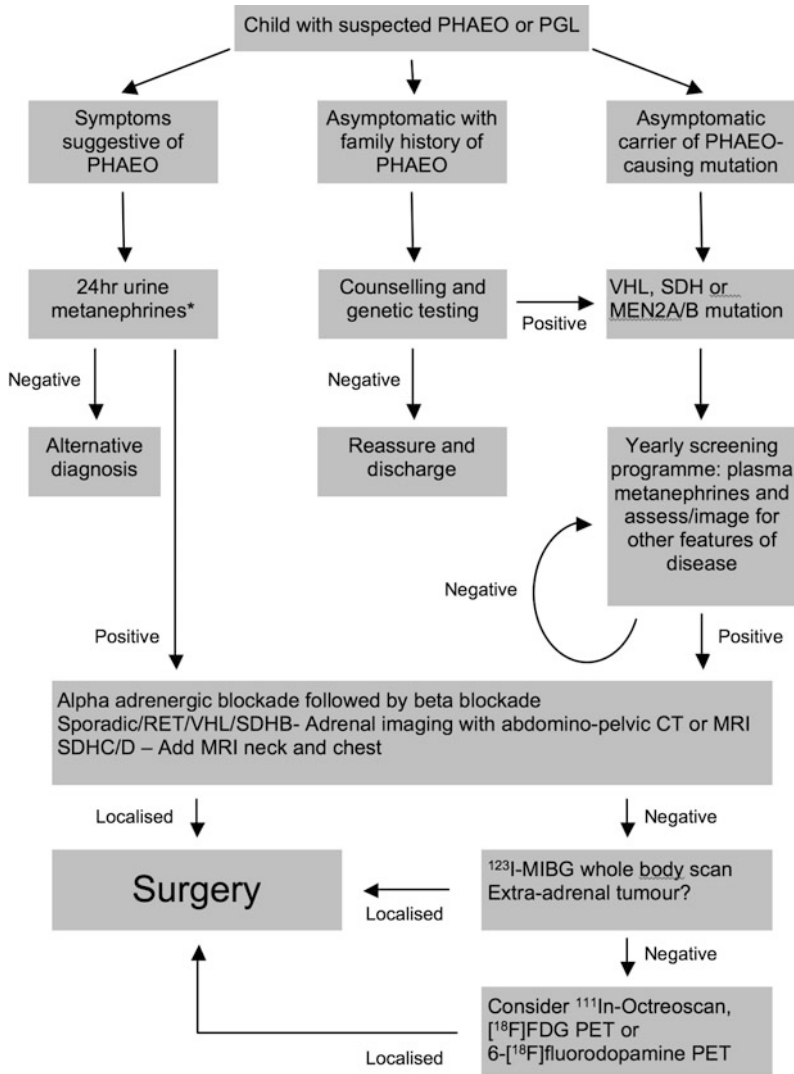 Child with suspected PHAEO or PGL
Symptoms
suggestive of
PHAEO
Asymptomatic with
family history of
PHAEO
Asymptomatic
carrier of PHAEO-
causing mutation
24hr urine
metanephrines*
Counselling and
genetic testing
Positive
VHL, SDH or
MEN2A/B mutation
Negative
Negative
Alternative
diagnosis
Reassure and
discharge
Yearly screening
programme: plasma
metanephrines and
assess/image for
other features of
disease
Negative
Positive
Positive
Alpha adrenergic blockade followed by beta blockade
Sporadic/RET/VHL/SDHB- Adrenal imaging with abdomino-pelvic CT or MRI
SDHC/D – Add MRI neck and chest
Localised
Negative
Surgery
Localised
¹²³I-MIBG whole body scan
Extra-adrenal tumour?
Negative
Consider ¹¹¹In-Octreoscan,
[¹⁸F]FDG PET or
6-[¹⁸F]fluorodopamine PET
Localised